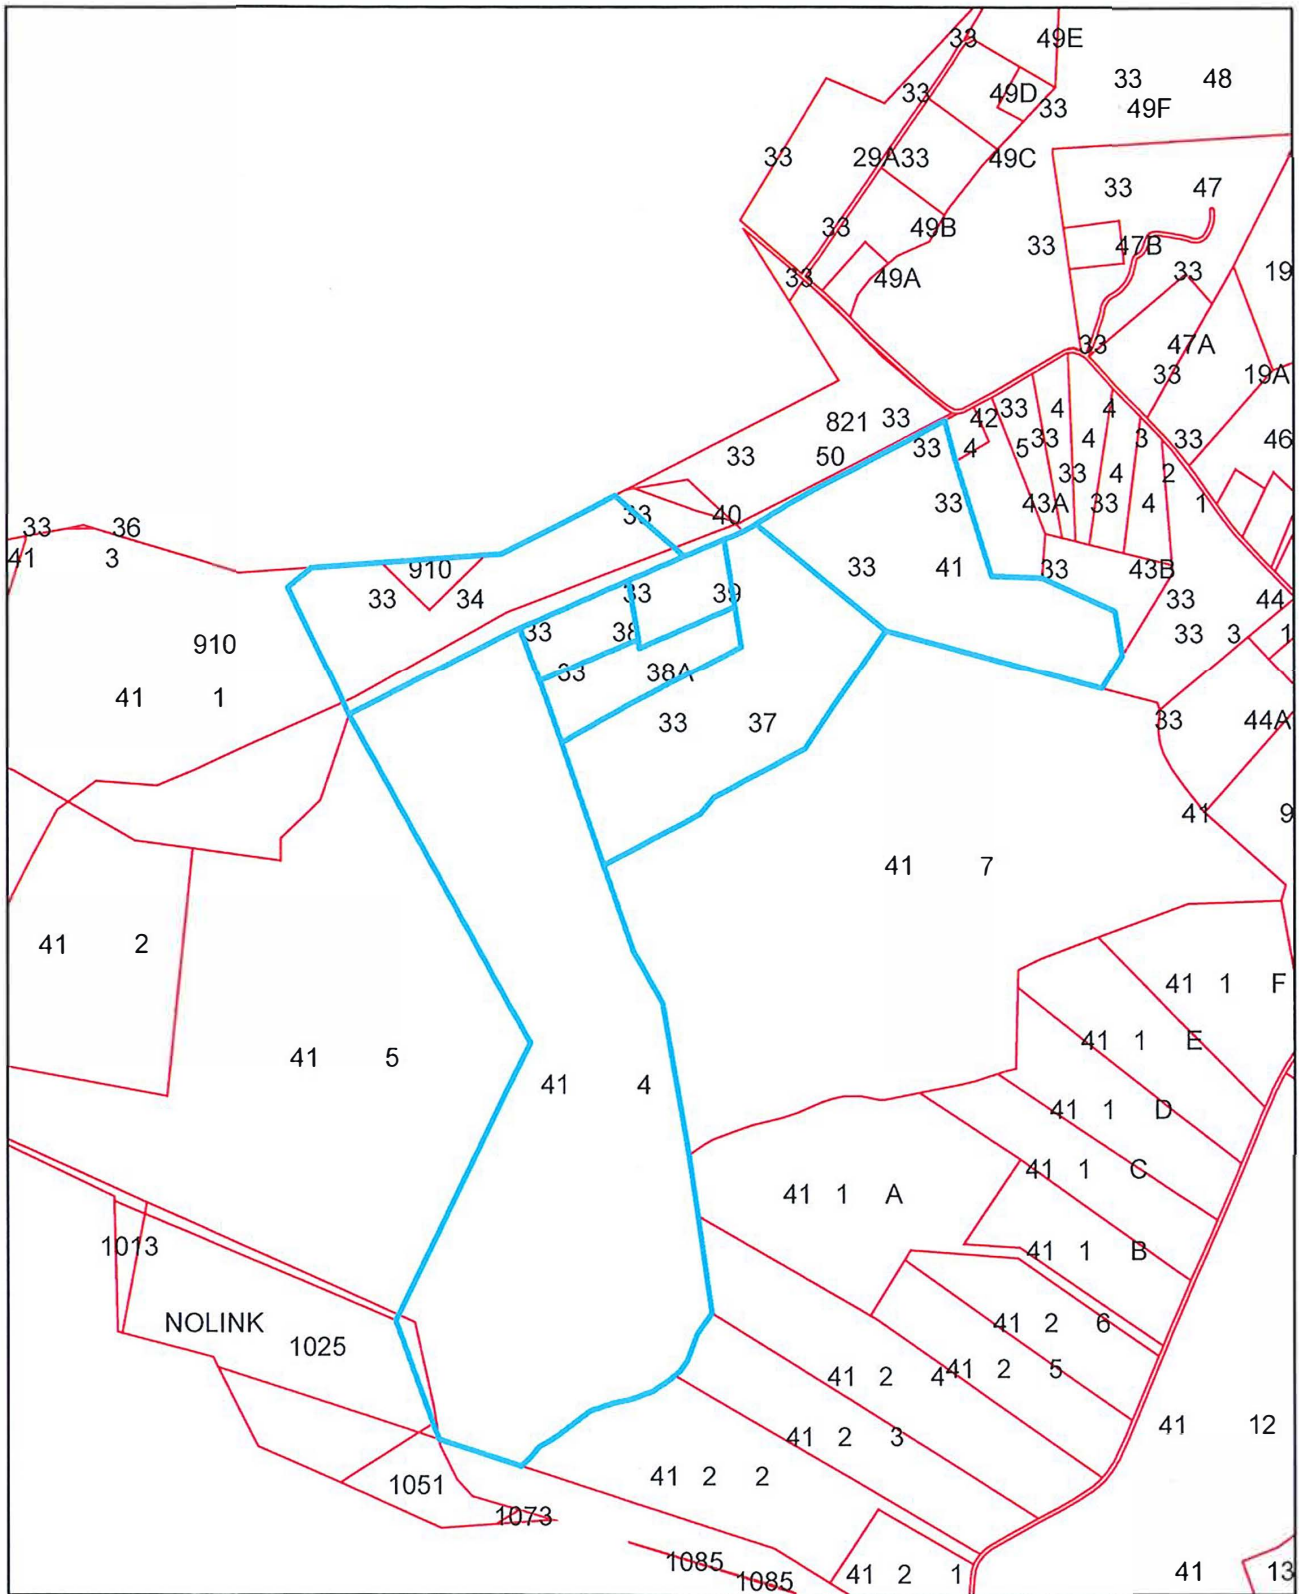 33 49E
33 48
33 49D
33 49F
33 29A 33 49C
33 47
33 49B
33 47B
33 19
33 49A
33 47A
33 19A
821 33 42 33 4 4
33 50 33 4 5 33 4 3 33 46
33 4 2
33 40 33 43A 33 4 1
33 36
41 3
910 33 41 33 43B
33 34 33 39 33 44
33 38 33 3 1
910
33 38A
41 1
33 37 33 44A
41 9
41 7
41 2
41 1 F
41 1 E
41 5
41 4
41 1 D
41 1 C
41 1 A
1013 41 1 B
NOLINK 41 2 6
1025
41 2 4 41 2 5
41 12
41 2 3
41 2 2
1051
1073
1085
1085 41 2 1 41 13